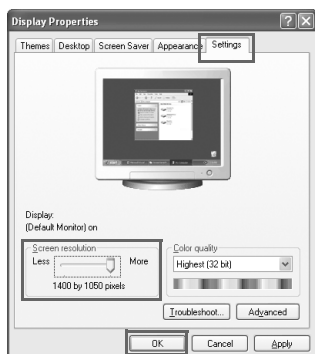 Display Properties
Themes Desktop Screen Saver Appearance Settings
Display:
(Default Monitor) on
Screen resolution
Less More
1400 by 1050 pixels
Color quality
Highest (32 bit)
Troubleshoot... Advanced
OK Cancel Apply